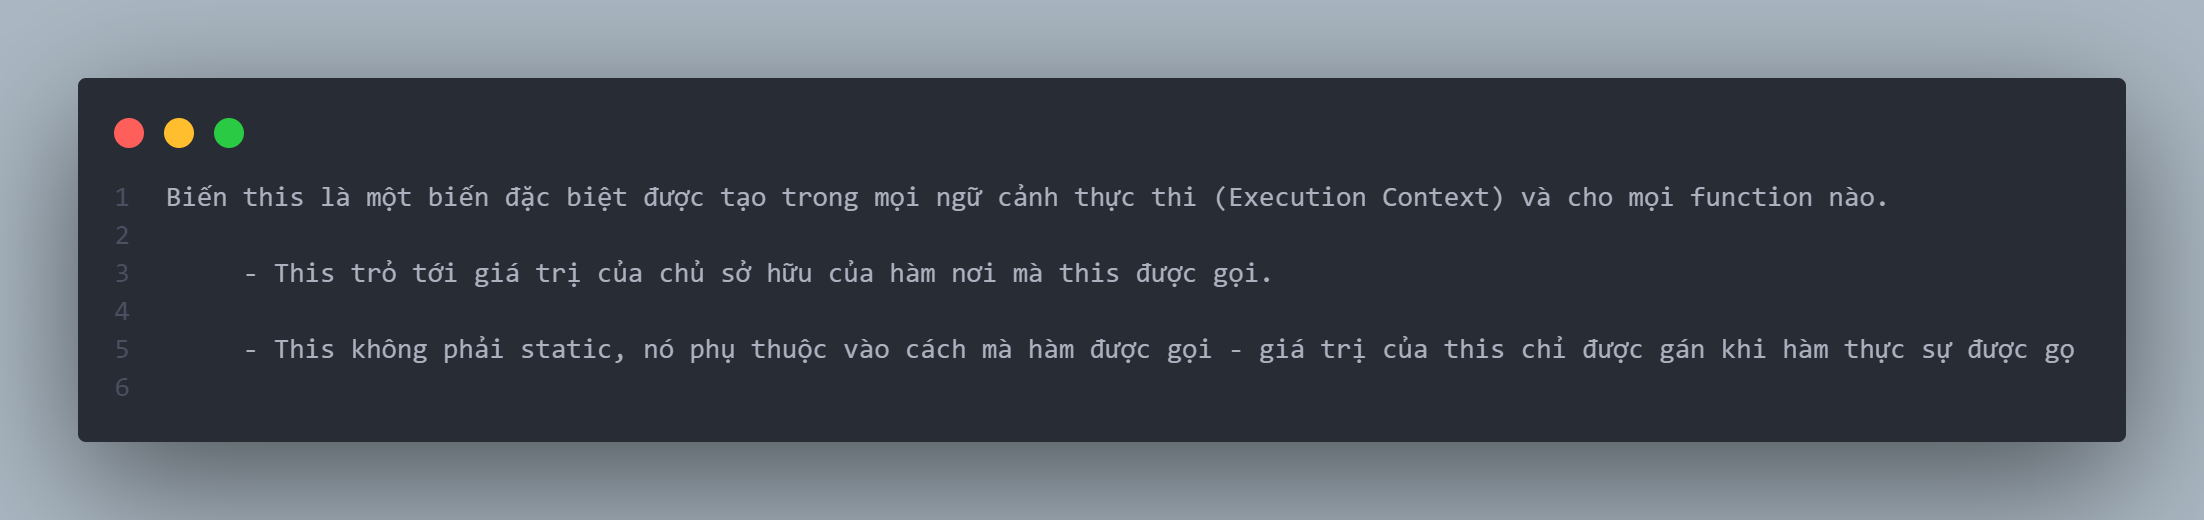 1 Biến this là một biến đặc biệt được tạo trong mọi ngữ cảnh thực thi (Execution Context) và cho mọi function nào.
2
3 - This trỏ tới giá trị của chủ sở hữu của hàm nơi mà this được gọi.
4
5 - This không phải static, nó phụ thuộc vào cách mà hàm được gọi - giá trị của this chỉ được gán khi hàm thực sự được gọ
6